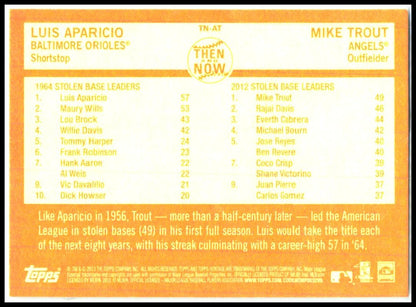 TN-AT
LUIS APARICIO
BALTIMORE ORIOLES®
Shortstop
THEN
AND
NOW
MIKE TROUT
ANGELS®
Outfielder
1964 STOLEN BASE LEADERS
1. Luis Aparicio 57
2. Maury Wills 53
3. Lou Brock 43
4. Willie Davis 42
5. Tommy Harper 24
6. Frank Robinson 23
7. Hank Aaron 22
Al Weis 22
9. Vic Davalillo 21
10. Dick Howser 20
2012 STOLEN BASE LEADERS
1. Mike Trout 49
2. Rajai Davis 46
3. Everth Cabrera 44
4. Michael Bourn 42
5. Jose Reyes 40
Ben Revere 40
7. Coco Crisp 39
Shane Victorino 39
9. Juan Pierre 37
Carlos Gomez 37
Like Aparicio in 1956, Trout — more than a half-century later — led the American
League in stolen bases (49) in his first full season. Luis would take the title each
of the next eight years, with his streak culminating with a career-high 57 in '64.
TOPPS